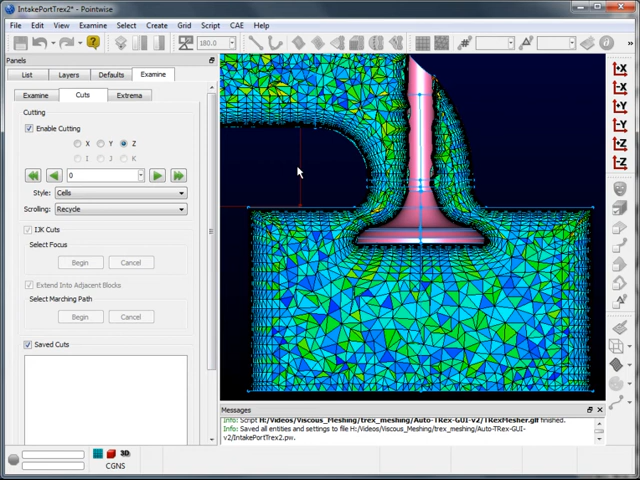 IntakePortTrex2* - Pointwise
File Edit View Examine Select Create Grid Script CAE Help
180.0
Panels
List Layers Defaults Examine
Examine Cuts Extrema
Cutting
Enable Cutting
X Y Z
I J K
0
Style: Cells
Scrolling: Recycle
IJK Cuts
Select Focus
Begin Cancel
Extend Into Adjacent Blocks
Select Marching Path
Begin Cancel
Saved Cuts
+X
-X
+Y
-Y
+Z
-Z
Messages
Info: Script H:/Videos/Viscous_Meshing/trex_meshing/Auto-TRex-GUI-v2/TRexMesher.glf finished.
Info: Saved all entities and settings to file H:/Videos/Viscous_Meshing/trex_meshing/Auto-TRex-GUI-
v2/IntakePortTrex2.pw.
3D
CGNS